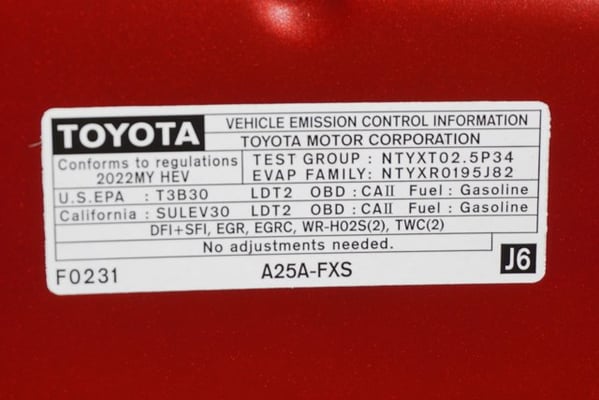 TOYOTA VEHICLE EMISSION CONTROL INFORMATION
TOYOTA MOTOR CORPORATION
Conforms to regulations
2022MY HEV
TEST GROUP : NTYXT02.5P34
EVAP FAMILY: NTYXR0195J82
U.S.EPA : T3B30 LDT2 OBD : CAII Fuel : Gasoline
California : SULEV30 LDT2 OBD : CAII Fuel : Gasoline
DFI+SFI, EGR, EGRC, WR-HO2S(2), TWC(2)
No adjustments needed.
F0231 A25A-FXS J6